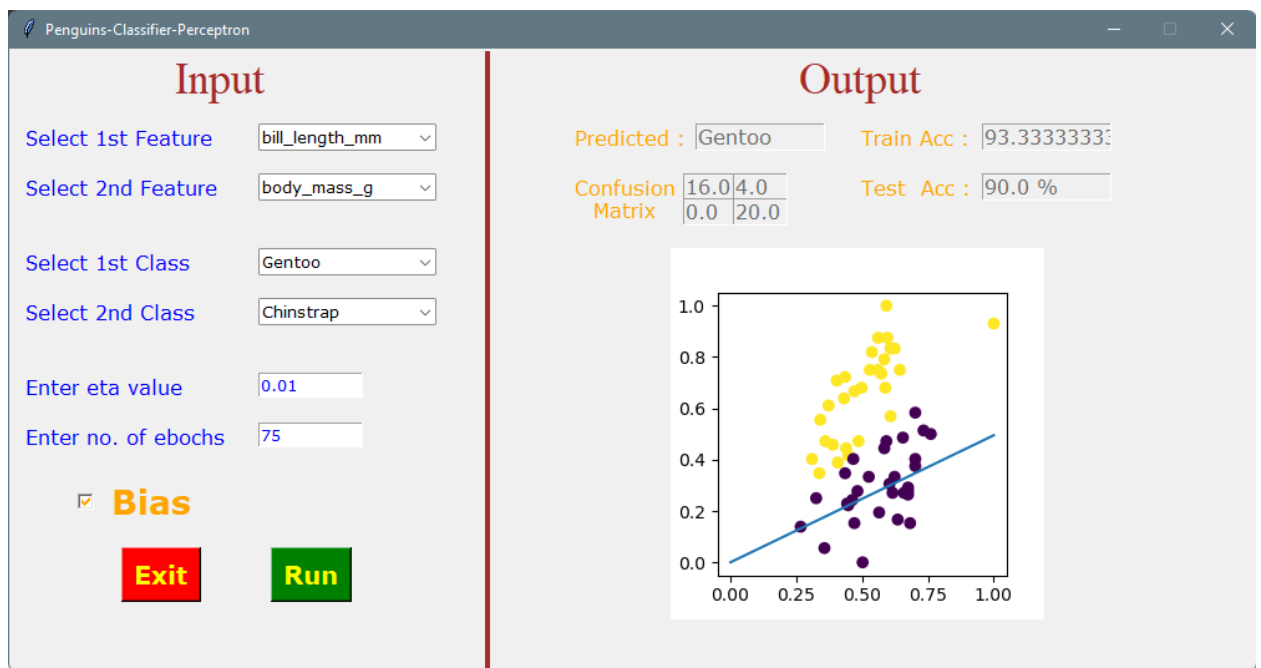 Penguins-Classifier-Perceptron
Input
Select 1st Feature bill_length_mm
Select 2nd Feature body_mass_g
Select 1st Class Gentoo
Select 2nd Class Chinstrap
Enter eta value 0.01
Enter no. of ebochs 75
Bias
Exit Run
Output
Predicted : Gentoo Train Acc : 93.33333333
Confusion Matrix 16.0 4.0 Test Acc : 90.0 %
0.0 20.0
1.0
0.8
0.6
0.4
0.2
0.0
0.00 0.25 0.50 0.75 1.00